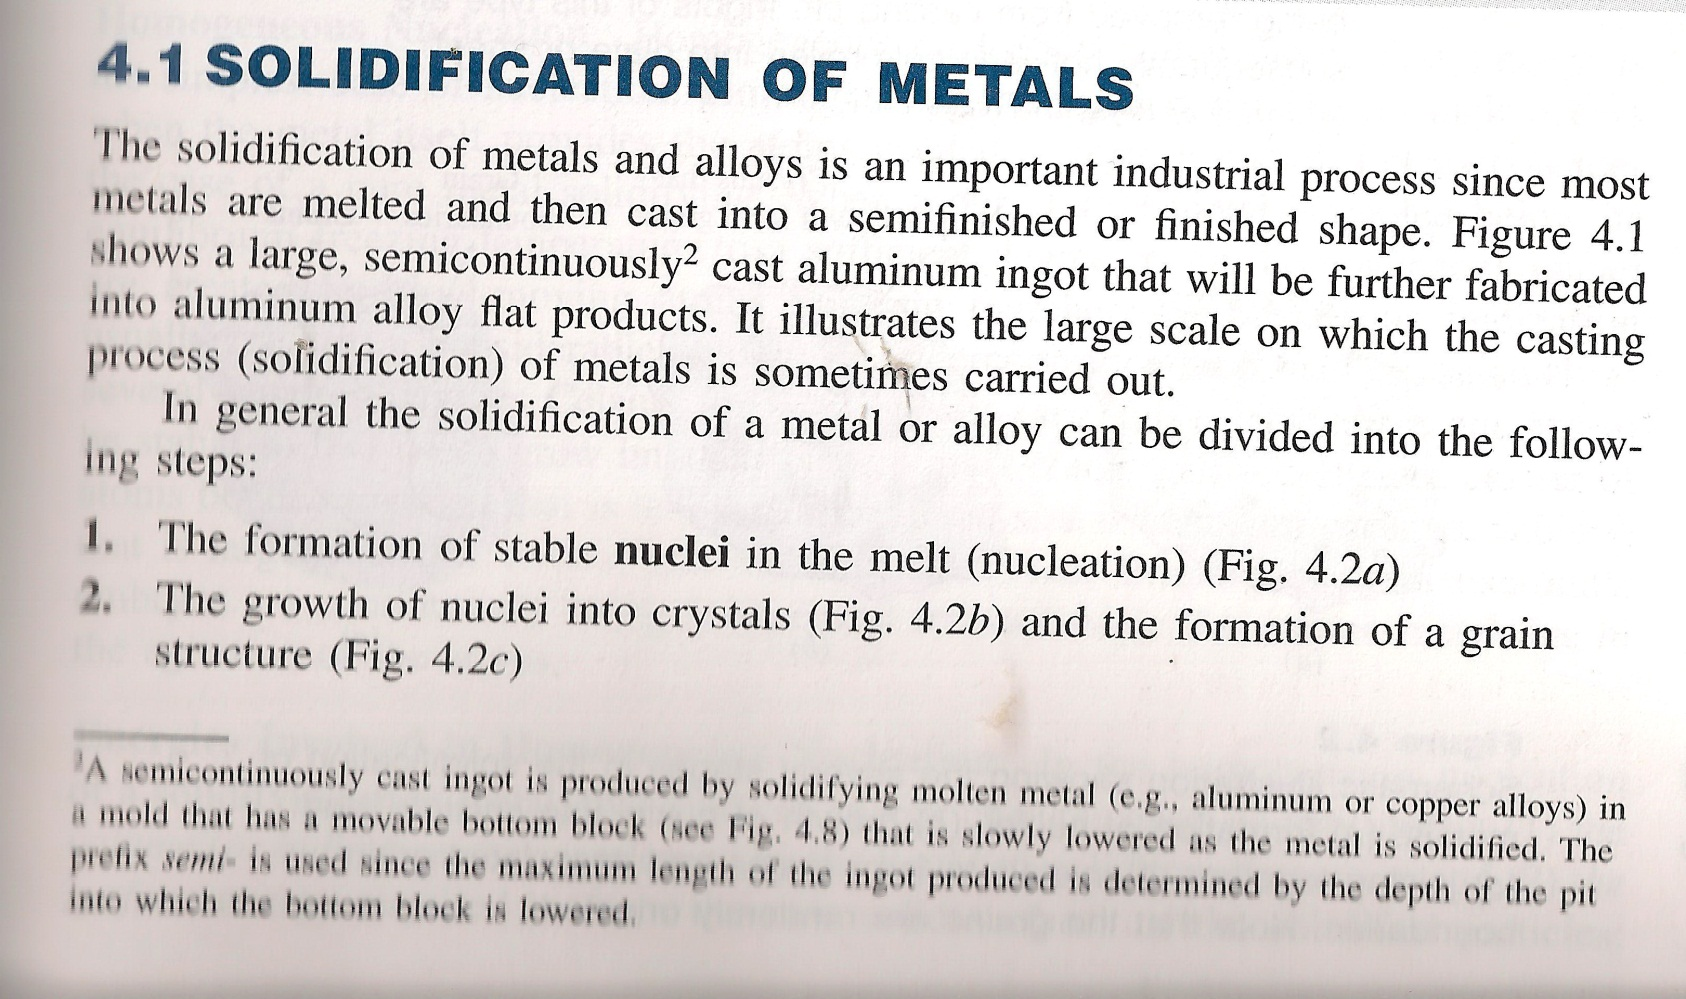 4.1 SOLIDIFICATION OF METALS
The solidification of metals and alloys is an important industrial process since most
metals are melted and then cast into a semifinished or finished shape. Figure 4.1
shows a large, semicontinuously² cast aluminum ingot that will be further fabricated
into aluminum alloy flat products. It illustrates the large scale on which the casting
process (solidification) of metals is sometimes carried out.
In general the solidification of a metal or alloy can be divided into the follow-
ing steps:
1. The formation of stable nuclei in the melt (nucleation) (Fig. 4.2a)
2. The growth of nuclei into crystals (Fig. 4.2b) and the formation of a grain
structure (Fig. 4.2c)
²A semicontinuously cast ingot is produced by solidifying molten metal (e.g., aluminum or copper alloys) in
a mold that has a movable bottom block (see Fig. 4.8) that is slowly lowered as the metal is solidified. The
prefix semi- is used since the maximum length of the ingot produced is determined by the depth of the pit
into which the bottom block is lowered.